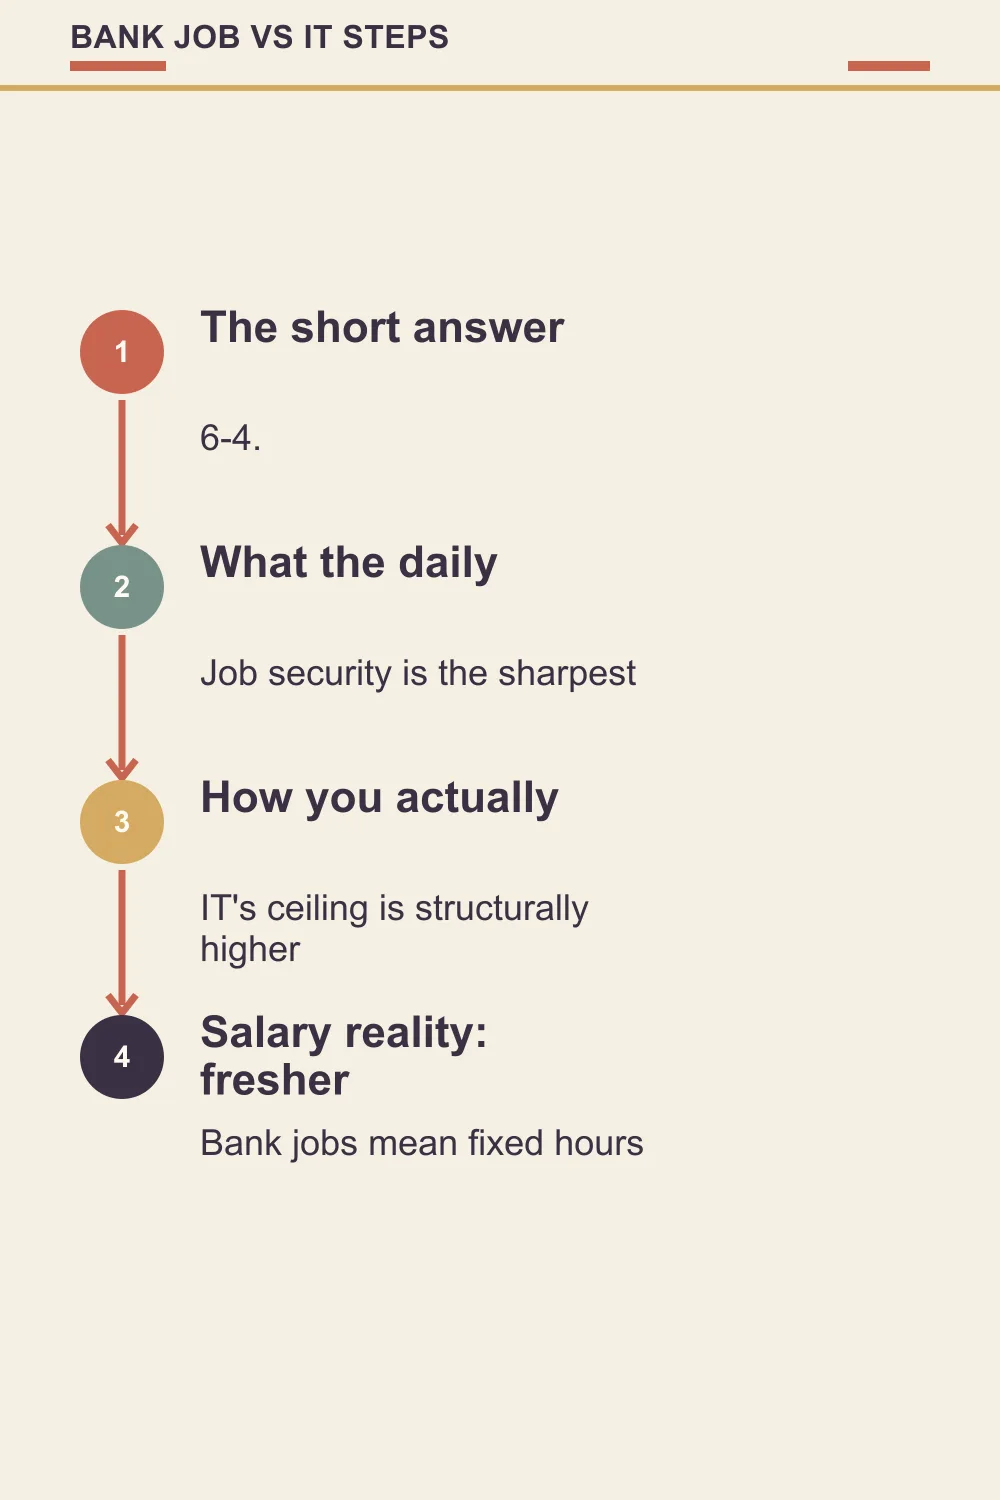 BANK JOB VS IT STEPS
1
The short answer
6-4.
2
What the daily
Job security is the sharpest
3
How you actually
IT's ceiling is structurally
higher
4
Salary reality:
fresher
Bank jobs mean fixed hours